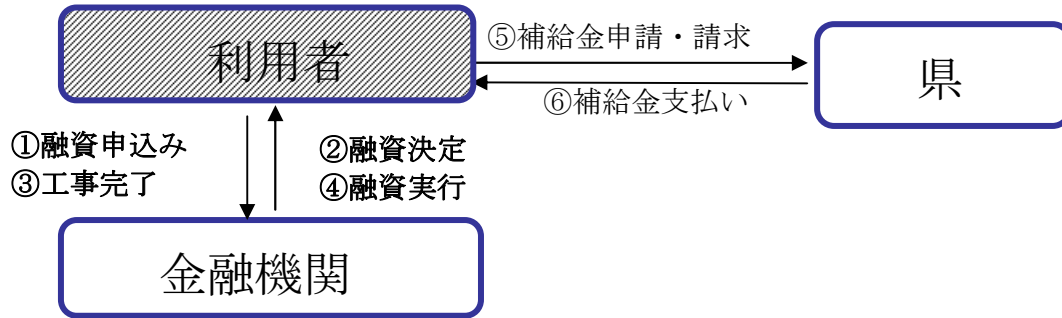 利用者
⑤補給金申請・請求
県
⑥補給金支払い
①融資申込み
③工事完了
②融資決定
④融資実行
金融機関